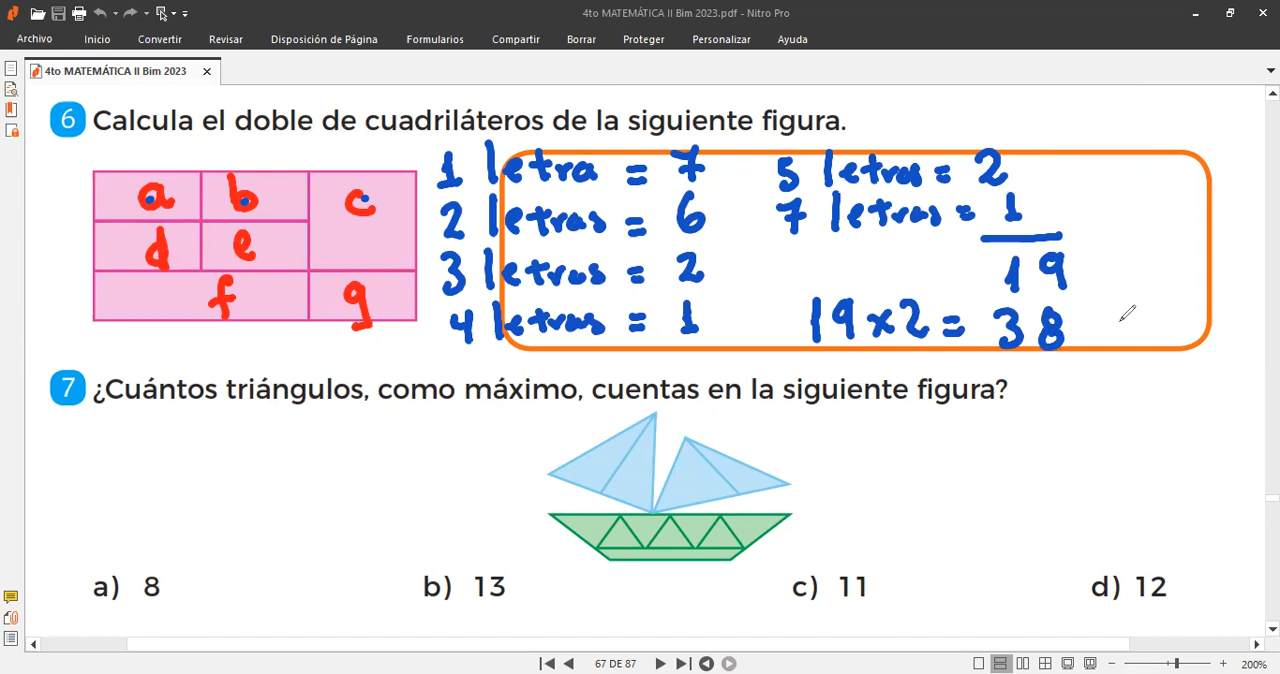 4to MATEMÁTICA II Bim 2023.pdf - Nitro Pro
Archivo Inicio Convertir Revisar Disposición de Página Formularios Compartir Borrar Proteger Personalizar Ayuda
4to MATEMÁTICA II Bim 2023
6 Calcula el doble de cuadriláteros de la siguiente figura.
a b c
d e
f g
1 letra = 7
2 letras = 6
3 letras = 2
4 letras = 1
5 letras = 2
7 letras = 1
19
19 x 2 = 38
7 ¿Cuántos triángulos, como máximo, cuentas en la siguiente figura?
a) 8 b) 13 c) 11 d) 12
67 DE 87
200%